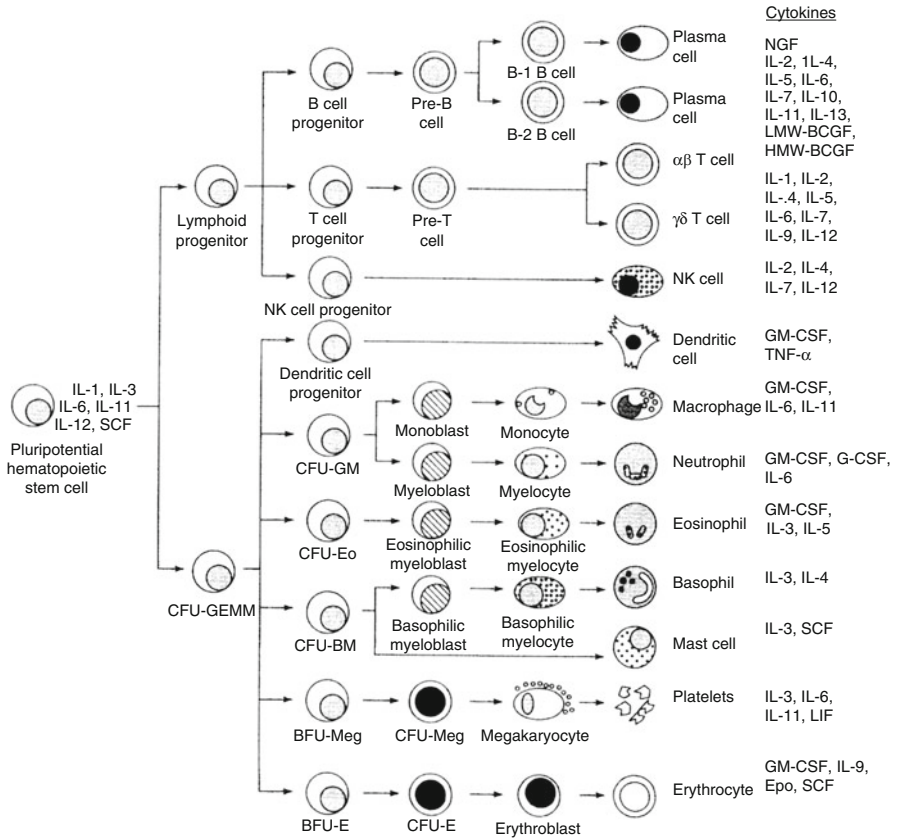 Cytokines
Plasma
cell
NGF
IL-2, 1L-4,
IL-5, IL-6,
IL-7, IL-10,
IL-11, IL-13,
LMW-BCGF,
HMW-BCGF
B-1 B cell
B cell
progenitor
Pre-B
cell
B-2 B cell
Plasma
cell
αβ T cell
Lymphoid
progenitor
T cell
progenitor
Pre-T
cell
γδ T cell
IL-1, IL-2,
IL-.4, IL-5,
IL-6, IL-7,
IL-9, IL-12
NK cell progenitor
NK cell
IL-2, IL-4,
IL-7, IL-12
Dendritic cell
progenitor
Dendritic
cell
GM-CSF,
TNF-α
IL-1, IL-3
IL-6, IL-11
IL-12, SCF
Pluripotential
hematopoietic
stem cell
CFU-GM
Monoblast
Monocyte
Macrophage
GM-CSF,
IL-6, IL-11
Myeloblast
Myelocyte
Neutrophil
GM-CSF, G-CSF,
IL-6
CFU-Eo
Eosinophilic
myeloblast
Eosinophilic
myelocyte
Eosinophil
GM-CSF,
IL-3, IL-5
CFU-GEMM
CFU-BM
Basophilic
myeloblast
Basophilic
myelocyte
Basophil
IL-3, IL-4
Mast cell
IL-3, SCF
BFU-Meg
CFU-Meg
Megakaryocyte
Platelets
IL-3, IL-6,
IL-11, LIF
BFU-E
CFU-E
Erythroblast
Erythrocyte
GM-CSF, IL-9,
Epo, SCF